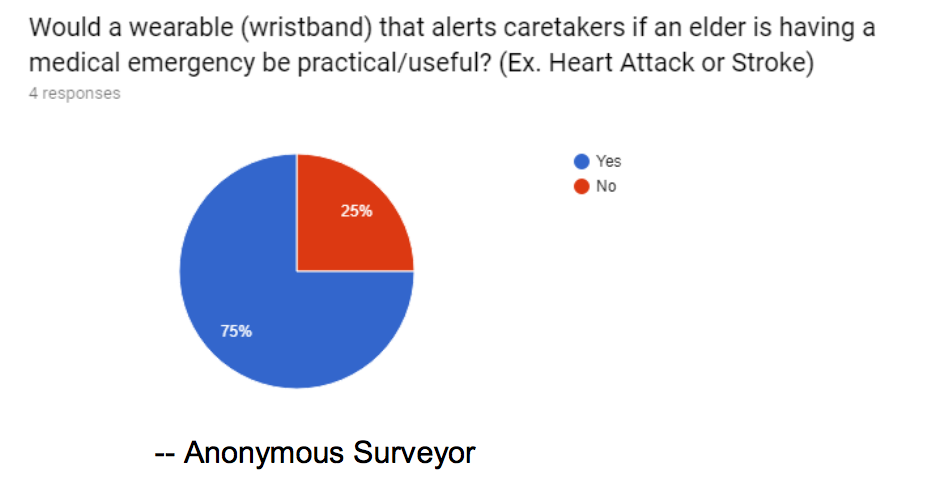 Would a wearable (wristband) that alerts caretakers if an elder is having a
medical emergency be practical/useful? (Ex. Heart Attack or Stroke)
4 responses
Yes
No
25%
75%
-- Anonymous Surveyor